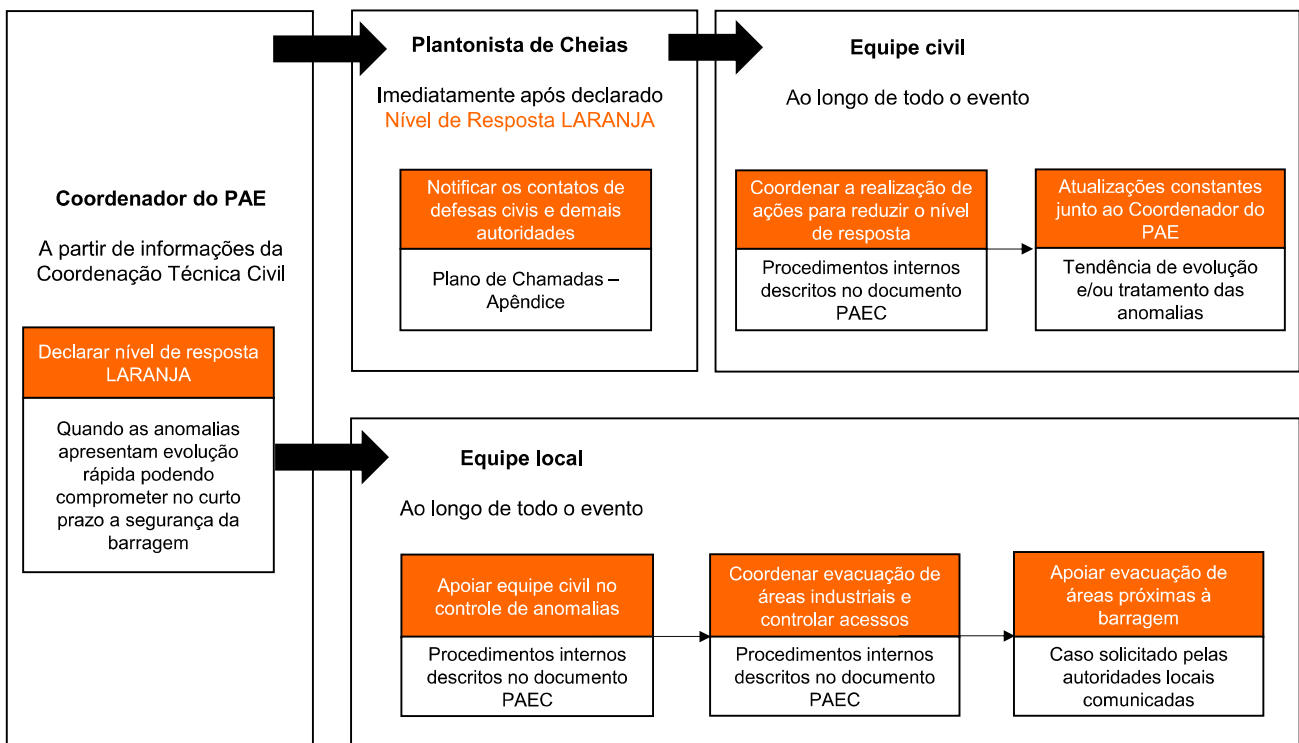 Coordenador do PAE
A partir de informações da
Coordenação Técnica Civil
Declarar nível de resposta
LARANJA
Quando as anomalias
apresentam evolução
rápida podendo
comprometer no curto
prazo a segurança da
barragem
Plantonista de Cheias
Imediatamente após declarado
Nível de Resposta LARANJA
Notificar os contatos de
defesas civis e demais
autoridades
Plano de Chamadas –
Apêndice
Equipe civil
Ao longo de todo o evento
Coordenar a realização de
ações para reduzir o nível
de resposta
Procedimentos internos
descritos no documento
PAEC
Atualizações constantes
junto ao Coordenador do
PAE
Tendência de evolução
e/ou tratamento das
anomalias
Equipe local
Ao longo de todo o evento
Apoiar equipe civil no
controle de anomalias
Procedimentos internos
descritos no documento
PAEC
Coordenar evacuação de
áreas industriais e
controlar acessos
Procedimentos internos
descritos no documento
PAEC
Apoiar evacuação de
áreas próximas à
barragem
Caso solicitado pelas
autoridades locais
comunicadas